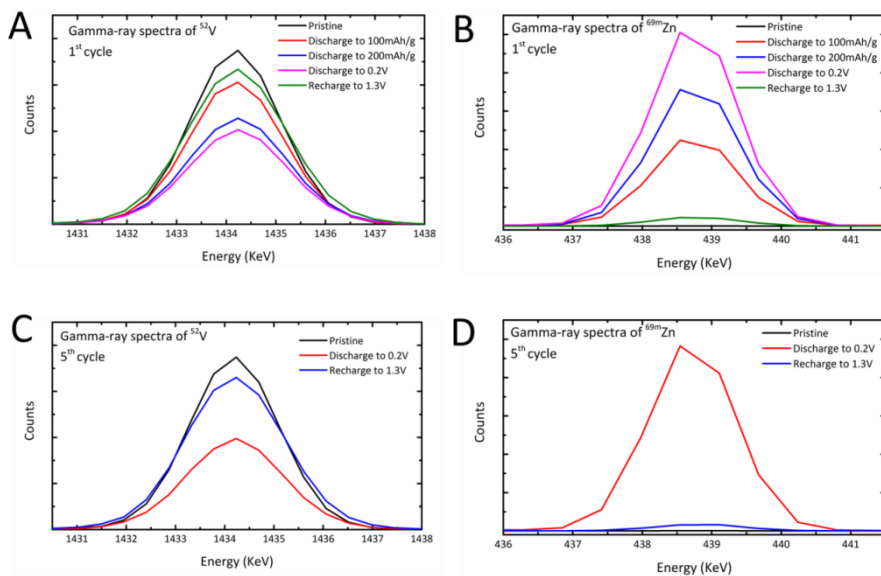 A
Gamma-ray spectra of ⁵²V
1ˢᵗ cycle
Pristine
Discharge to 100mAh/g
Discharge to 200mAh/g
Discharge to 0.2V
Recharge to 1.3V
Counts
1431 1432 1433 1434 1435 1436 1437 1438
Energy (KeV)
B
Gamma-ray spectra of ⁶⁹ᵐZn
1ˢᵗ cycle
Pristine
Discharge to 100mAh/g
Discharge to 200mAh/g
Discharge to 0.2V
Recharge to 1.3V
Counts
436 437 438 439 440 441
Energy (KeV)
C
Gamma-ray spectra of ⁵²V
5ᵗʰ cycle
Pristine
Discharge to 0.2V
Recharge to 1.3V
Counts
1431 1432 1433 1434 1435 1436 1437 1438
Energy (KeV)
D
Gamma-ray spectra of ⁶⁹ᵐZn
5ᵗʰ cycle
Pristine
Discharge to 0.2V
Recharge to 1.3V
Counts
436 437 438 439 440 441
Energy (KeV)